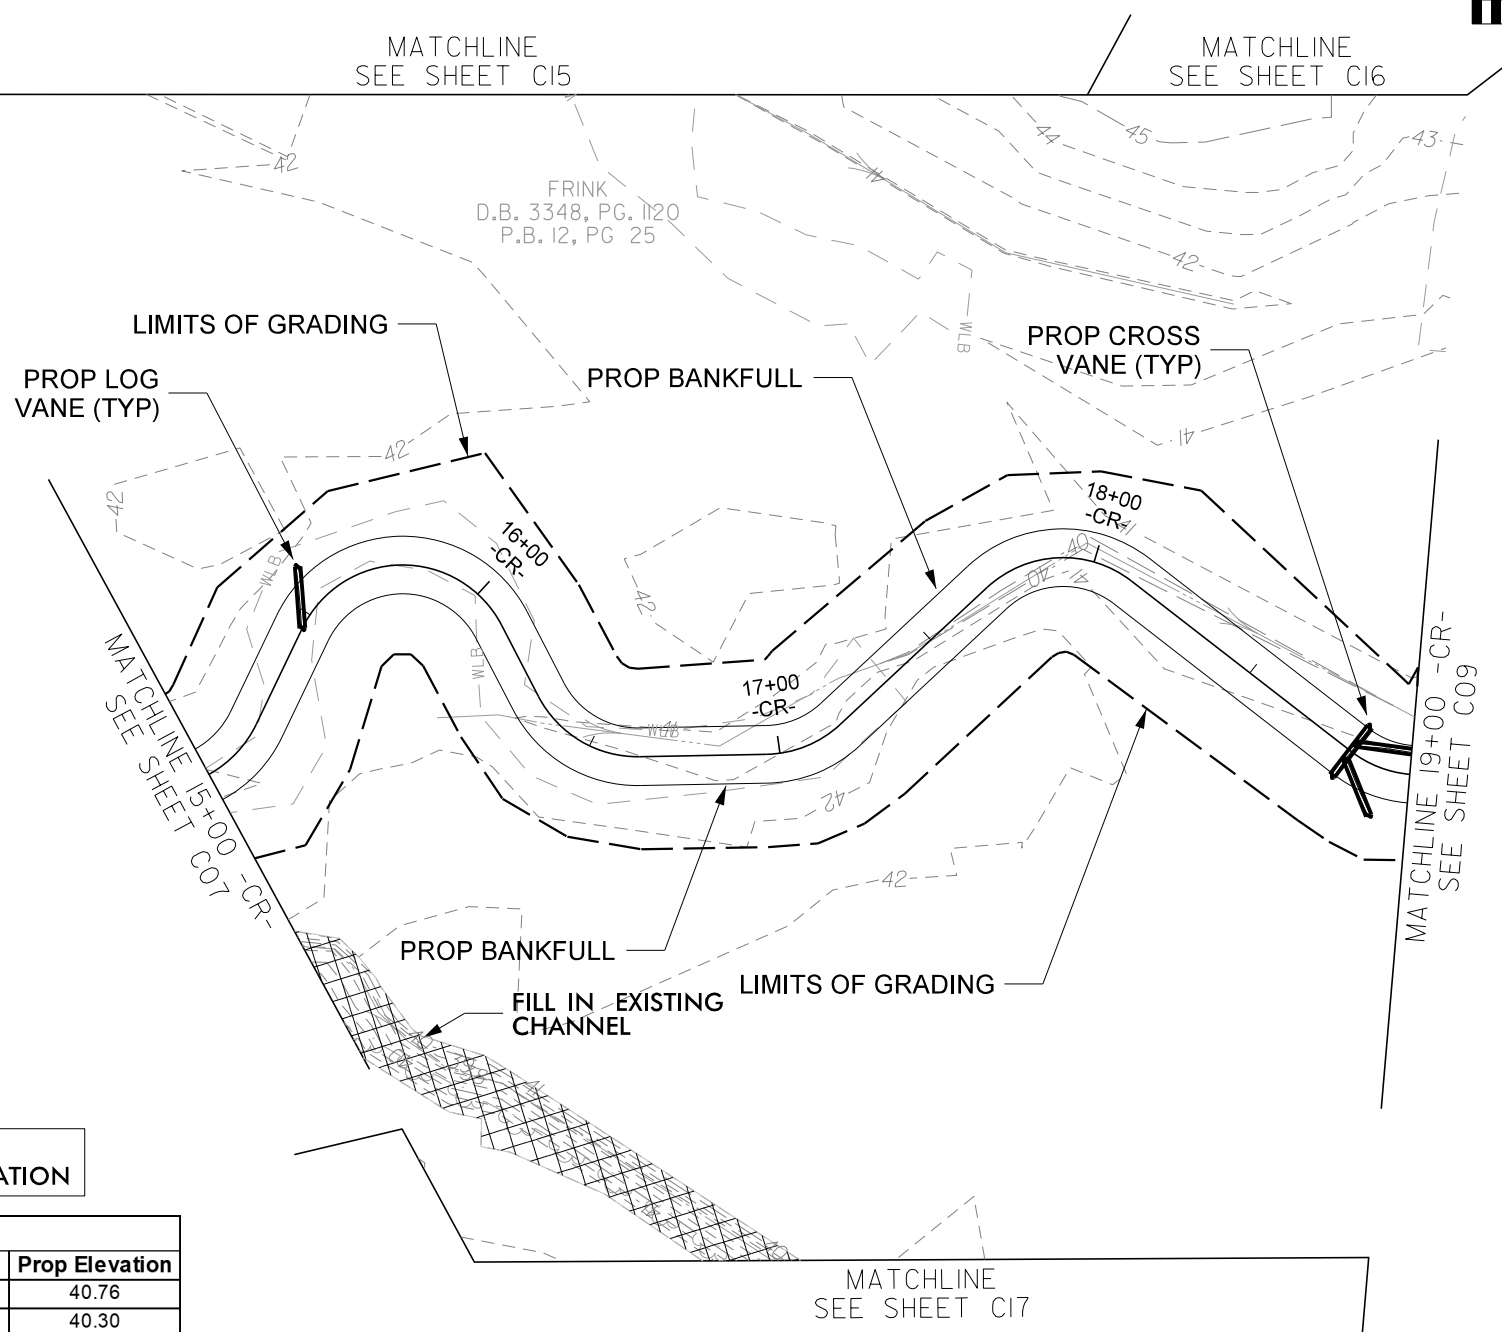 MATCHLINE
SEE SHEET C15
MATCHLINE
SEE SHEET C16
42
44
45
43
FRINK
D.B. 3348, PG. 1120
P.B. 12, PG 25
42
LIMITS OF GRADING
WLB
PROP CROSS
VANE (TYP)
PROP LOG
VANE (TYP)
PROP BANKFULL
41
42
42
18+00
-CR-
16+00
-CR-
WLB
40
40
42
WLB
17+00
-CR-
WLB
MATCHLINE 15+00 -CR-
SEE SHEET C07
MATCHLINE 19+00 -CR-
SEE SHEET C09
42
42
PROP BANKFULL
LIMITS OF GRADING
FILL IN EXISTING
CHANNEL
ATION
Prop Elevation
40.76
40.30
MATCHLINE
SEE SHEET C17